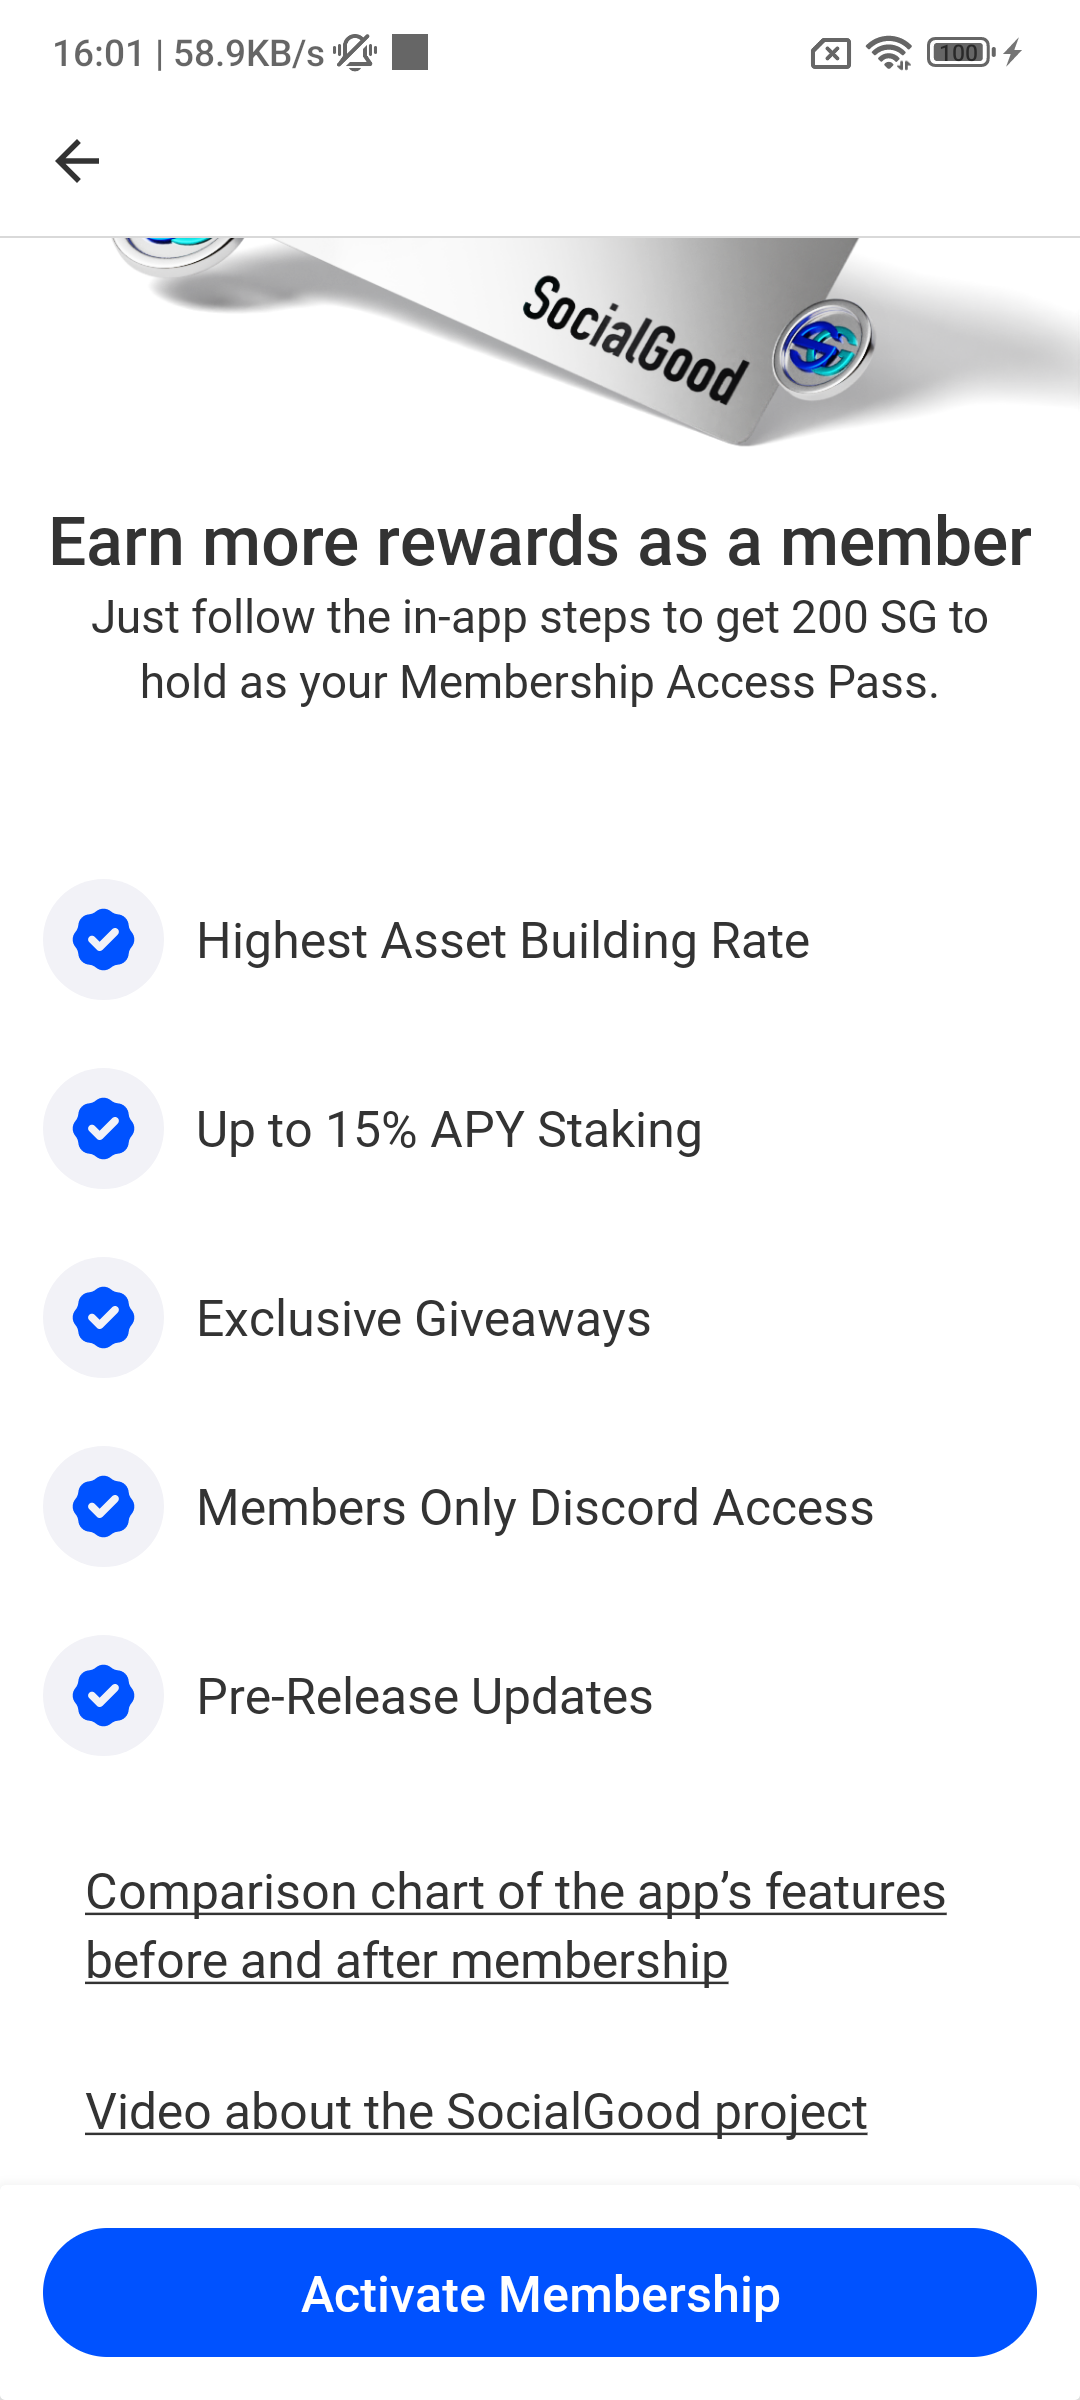 16:01 | 58.9KB/s
100
SocialGood
Earn more rewards as a member
Just follow the in-app steps to get 200 SG to
hold as your Membership Access Pass.
Highest Asset Building Rate
Up to 15% APY Staking
Exclusive Giveaways
Members Only Discord Access
Pre-Release Updates
Comparison chart of the app’s features
before and after membership
Video about the SocialGood project
Activate Membership